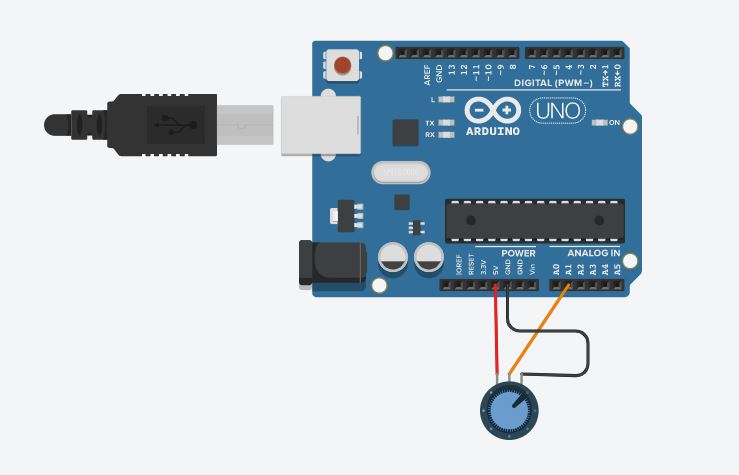 AREF
GND
13
12
~11
~10
~9
8
7
~6
~5
4
~3
2
TX→1
RX←0
DIGITAL (PWM~)
L
TX
RX
ARDUINO
UNO
ON
POWER
ANALOG IN
IOREF
RESET
3.3V
5V
GND
GND
Vin
A0
A1
A2
A3
A4
A5